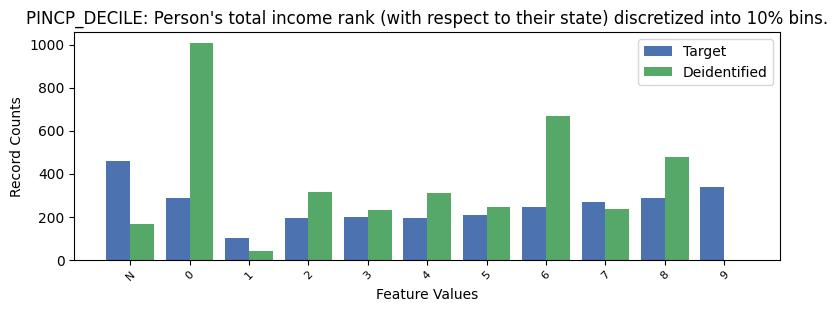 PINCP_DECILE: Person's total income rank (with respect to their state) discretized into 10% bins.
1000
800
600
400
200
0
Record Counts
Target
Deidentified
N 0 1 2 3 4 5 6 7 8 9
Feature Values